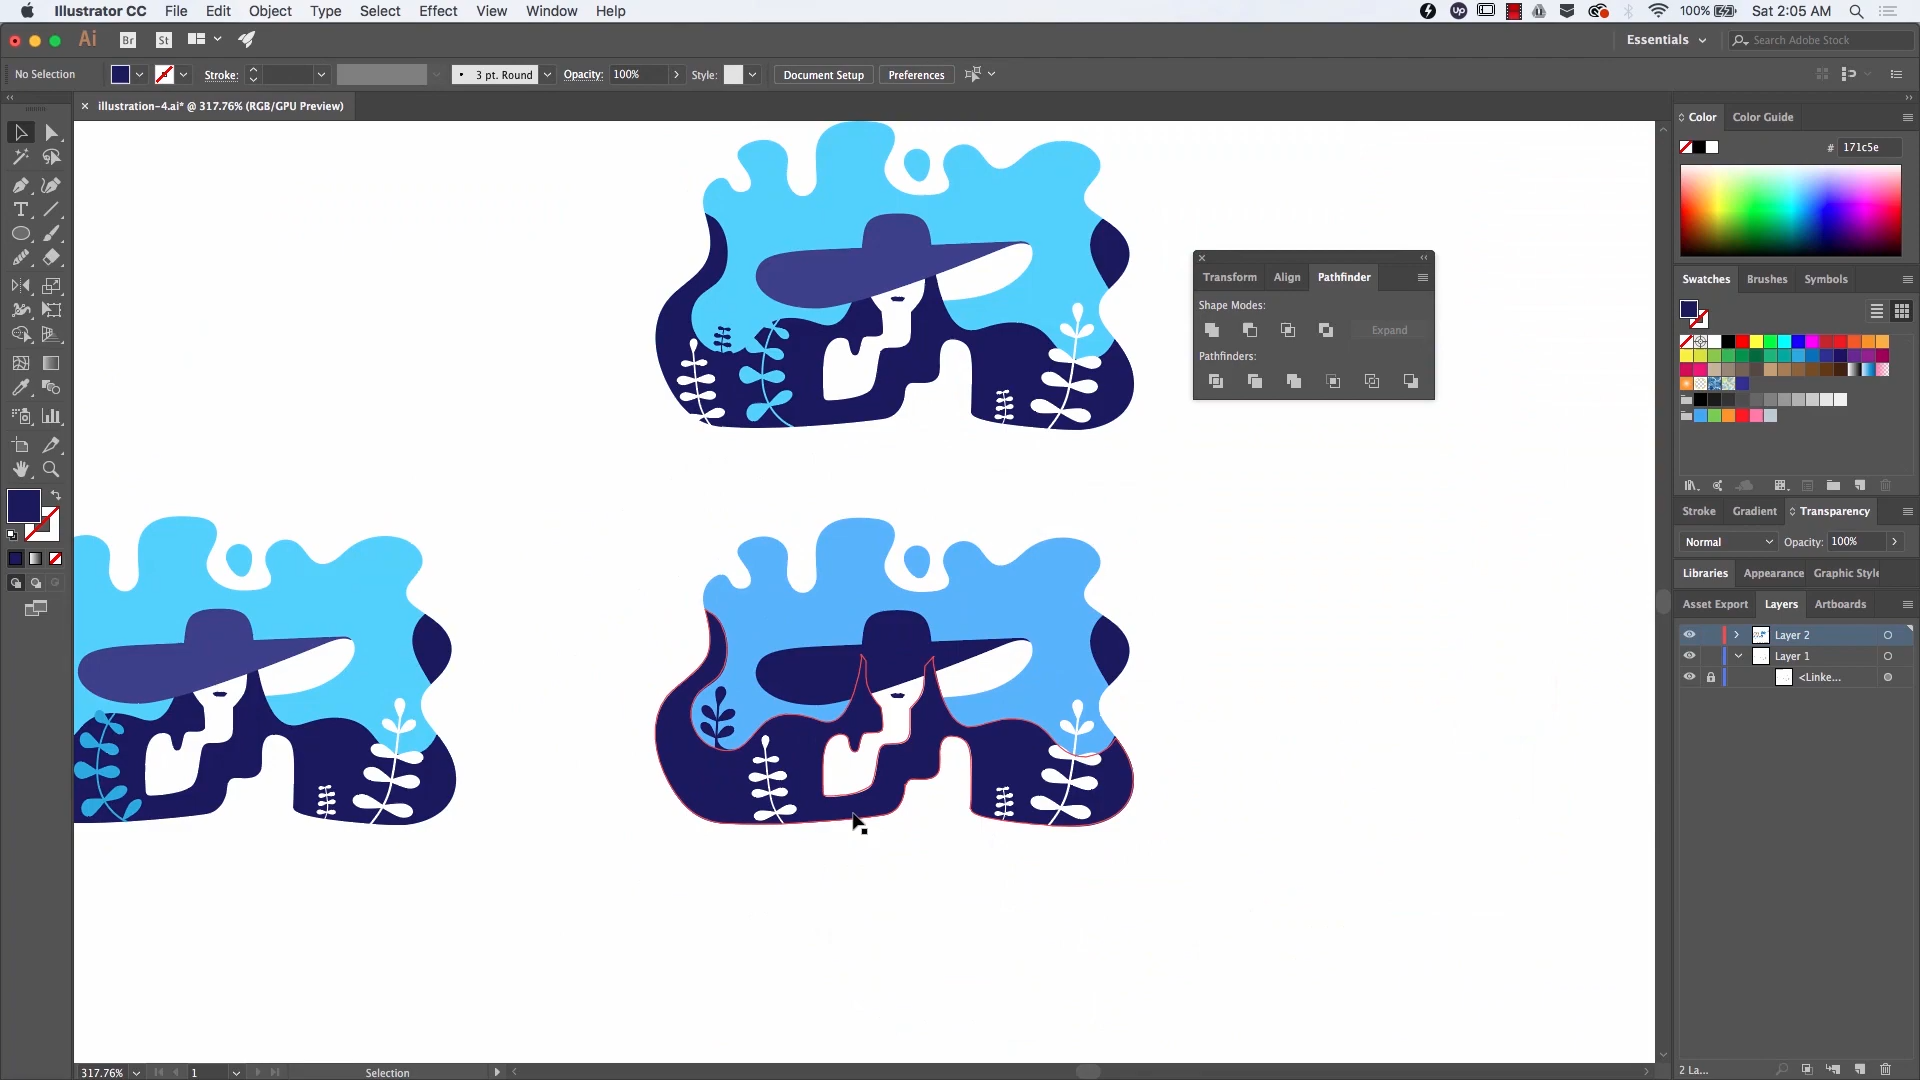 Illustrator CC File Edit Object Type Select Effect View Window Help
Up 100% Sat 2:05 AM
Ai Br St Essentials Search Adobe Stock
No Selection Stroke: 3 pt. Round Opacity: 100% Style: Document Setup Preferences
illustration-4.ai* @ 317.76% (RGB/GPU Preview)
Color Color Guide
# 171c5e
Transform Align Pathfinder
Shape Modes:
Expand
Pathfinders:
Swatches Brushes Symbols
Stroke Gradient Transparency
Normal Opacity: 100%
Libraries Appearance Graphic Style
Asset Export Layers Artboards
Layer 2
Layer 1
<Linke...
317.76% 1 Selection
2 La...